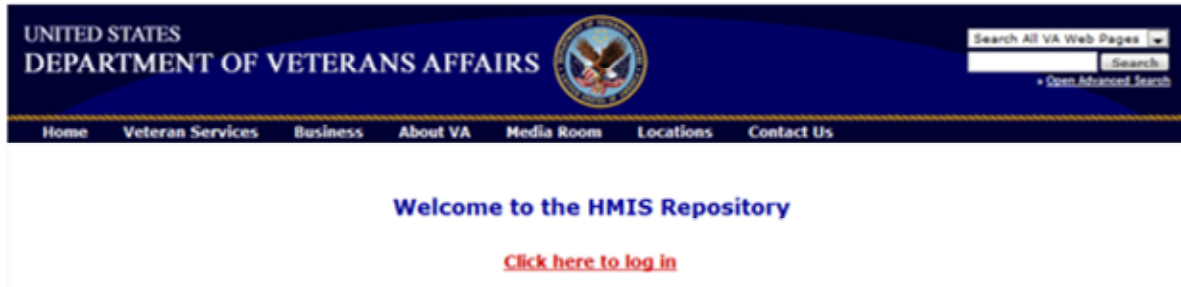 UNITED STATES
DEPARTMENT OF VETERANS AFFAIRS
Search All VA Web Pages
Search
» Open Advanced Search
Home Veteran Services Business About VA Media Room Locations Contact Us
Welcome to the HMIS Repository
Click here to log in